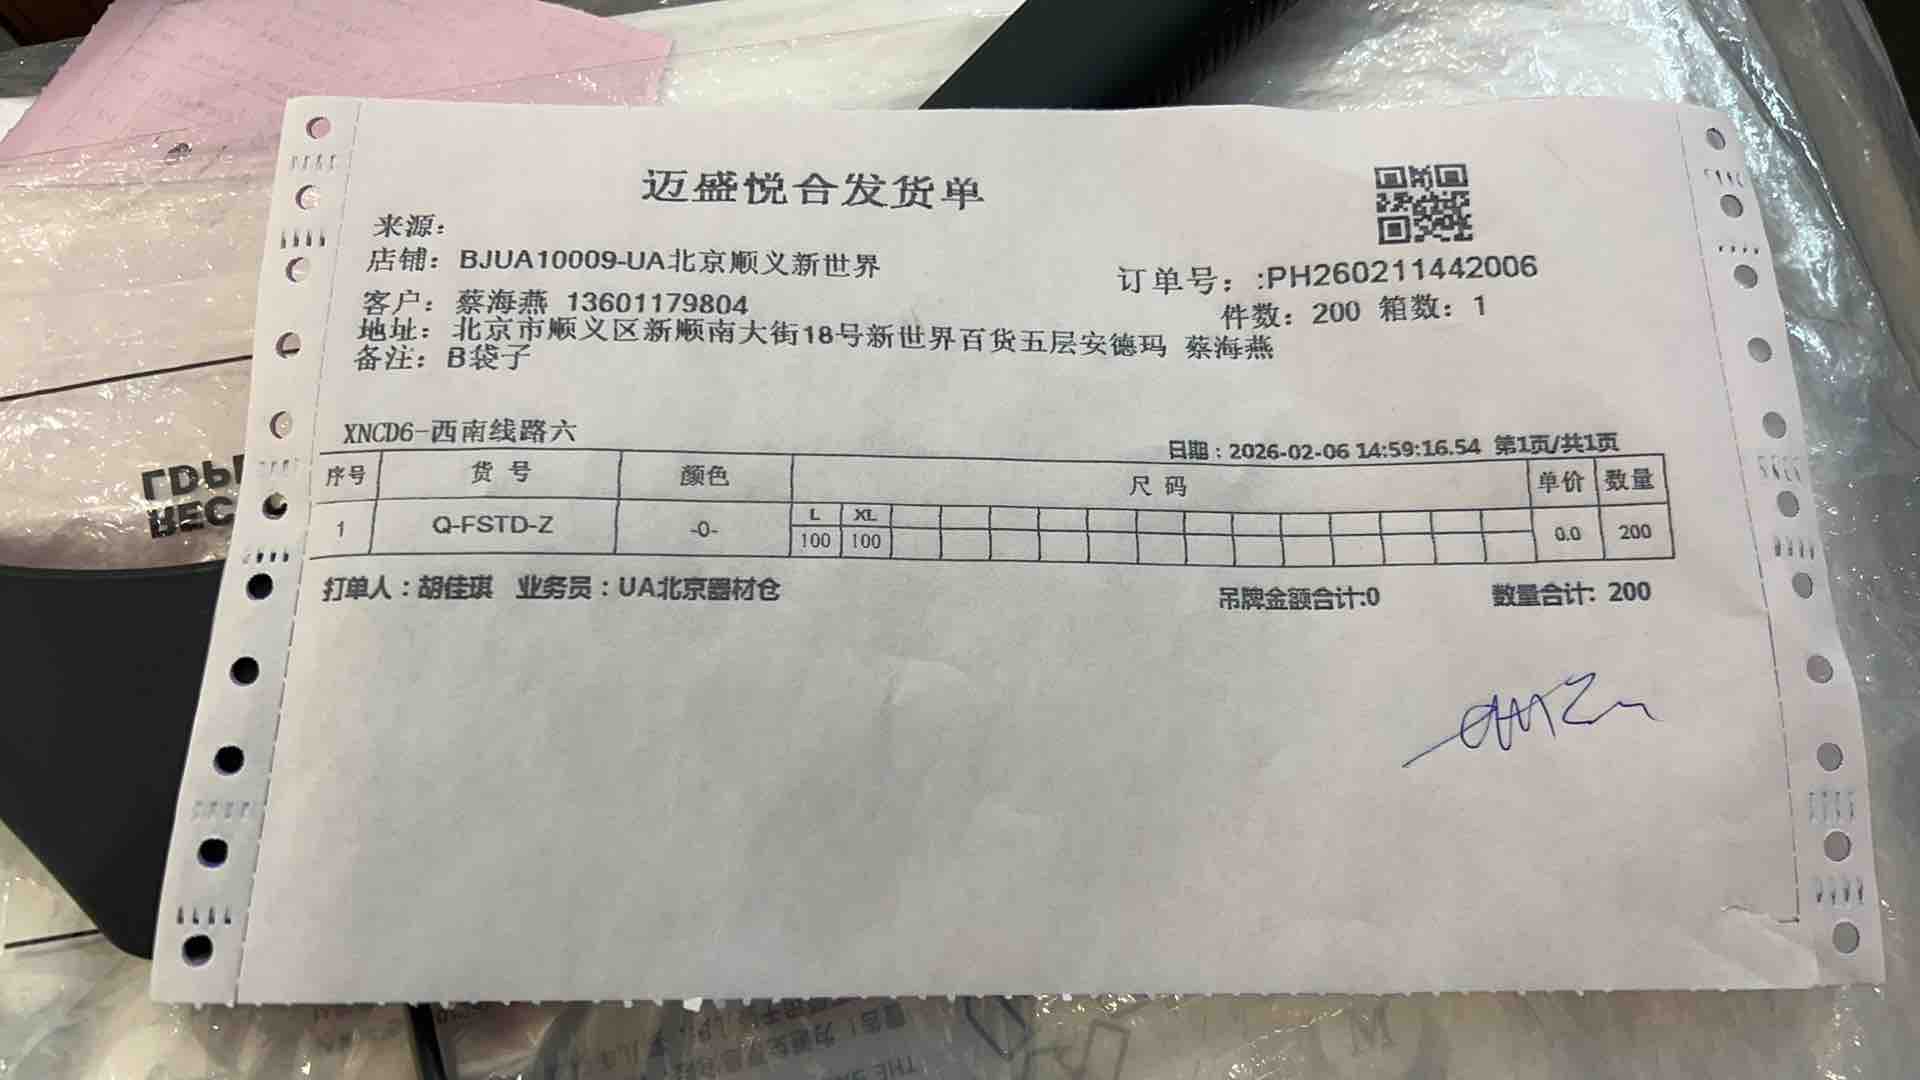 迈盛悦合发货单
来源：
店铺：BJUA10009-UA北京顺义新世界
订单号：:PH260211442006
客户：蔡海燕 13601179804
件数：200 箱数：1
地址：北京市顺义区新顺南大街18号新世界百货五层安德玛 蔡海燕
备注：B袋子
XNCD6-西南线路六
日期：2026-02-06 14:59:16.54 第1页/共1页
序号 货号 颜色 尺码 单价 数量
L XL
1 Q-FSTD-Z -0- 100 100 0.0 200
打单人：胡佳琪 业务员：UA北京器材仓 吊牌金额合计:0 数量合计: 200